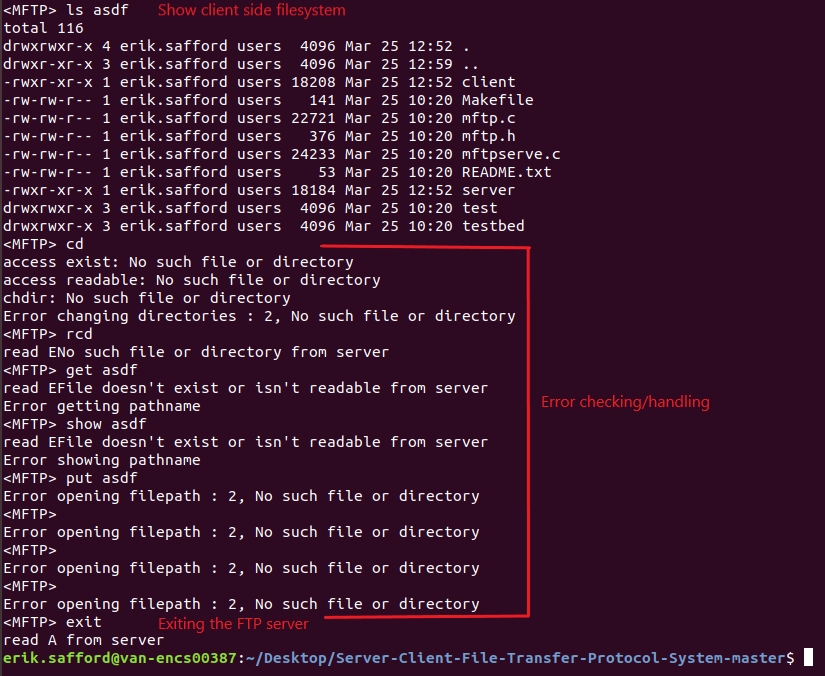 <MFTP> ls asdf Show client side filesystem
total 116
drwxrwxr-x 4 erik.safford users  4096 Mar 25 12:52 .
drwxrwxr-x 3 erik.safford users  4096 Mar 25 12:59 ..
-rwxr-xr-x 1 erik.safford users 18208 Mar 25 12:52 client
-rw-rw-r-- 1 erik.safford users   141 Mar 25 10:20 Makefile
-rw-rw-r-- 1 erik.safford users 22721 Mar 25 10:20 mftp.c
-rw-rw-r-- 1 erik.safford users   376 Mar 25 10:20 mftp.h
-rw-rw-r-- 1 erik.safford users 24233 Mar 25 10:20 mftpserve.c
-rw-rw-r-- 1 erik.safford users    53 Mar 25 10:20 README.txt
-rwxr-xr-x 1 erik.safford users 18184 Mar 25 12:52 server
drwxrwxr-x 3 erik.safford users  4096 Mar 25 10:20 test
drwxrwxr-x 3 erik.safford users  4096 Mar 25 10:20 testbed
<MFTP> cd
access exist: No such file or directory
access readable: No such file or directory
chdir: No such file or directory
Error changing directories : 2, No such file or directory
<MFTP> rcd
read ENo such file or directory from server
<MFTP> get asdf
read EFile doesn't exist or isn't readable from server
Error getting pathname
Error checking/handling
<MFTP> show asdf
read EFile doesn't exist or isn't readable from server
Error showing pathname
<MFTP> put asdf
Error opening filepath : 2, No such file or directory
<MFTP>
Error opening filepath : 2, No such file or directory
<MFTP>
Error opening filepath : 2, No such file or directory
<MFTP>
Error opening filepath : 2, No such file or directory
<MFTP> exit Exiting the FTP server
read A from server
erik.safford@van-encs00387:~/Desktop/Server-Client-File-Transfer-Protocol-System-master$